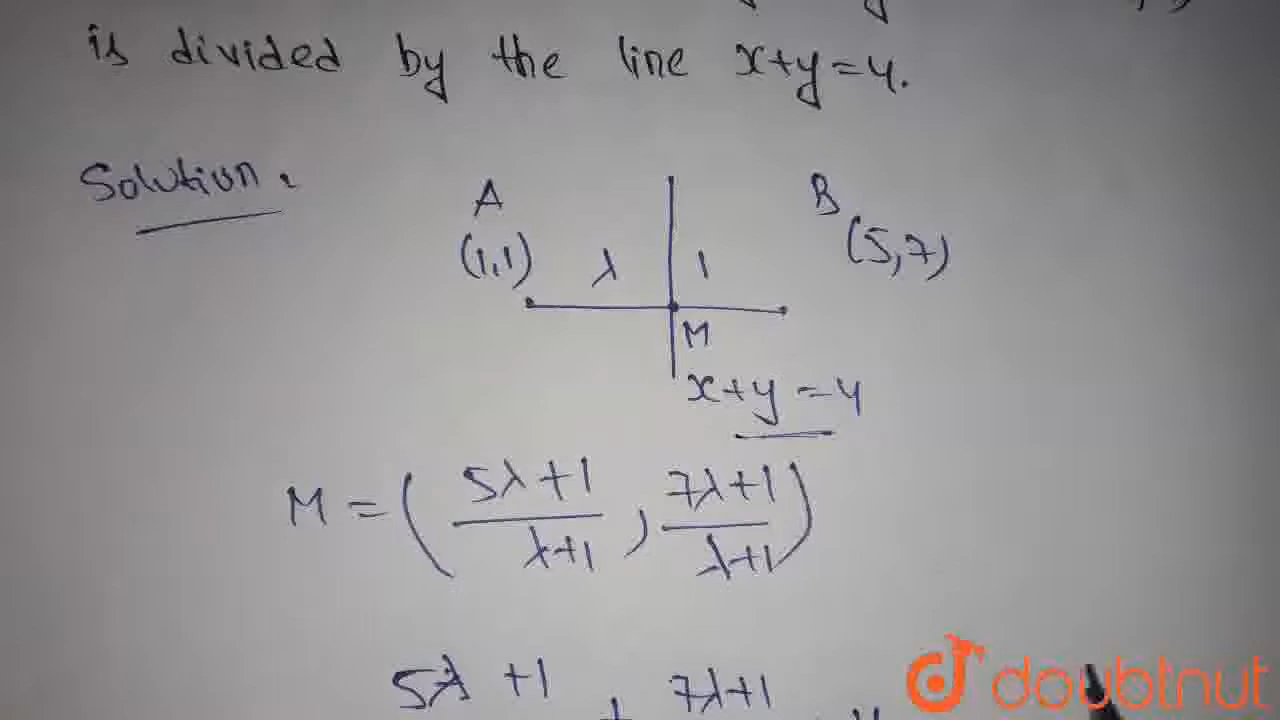 is divided by the line x+y=4.
Solution.
A
B
(1,1)
λ
1
(5,7)
M
x+y=4
M = ( 5λ+1 / λ+1 , 7λ+1 / λ+1 )
5λ+1 + 7λ+1
doubtnut